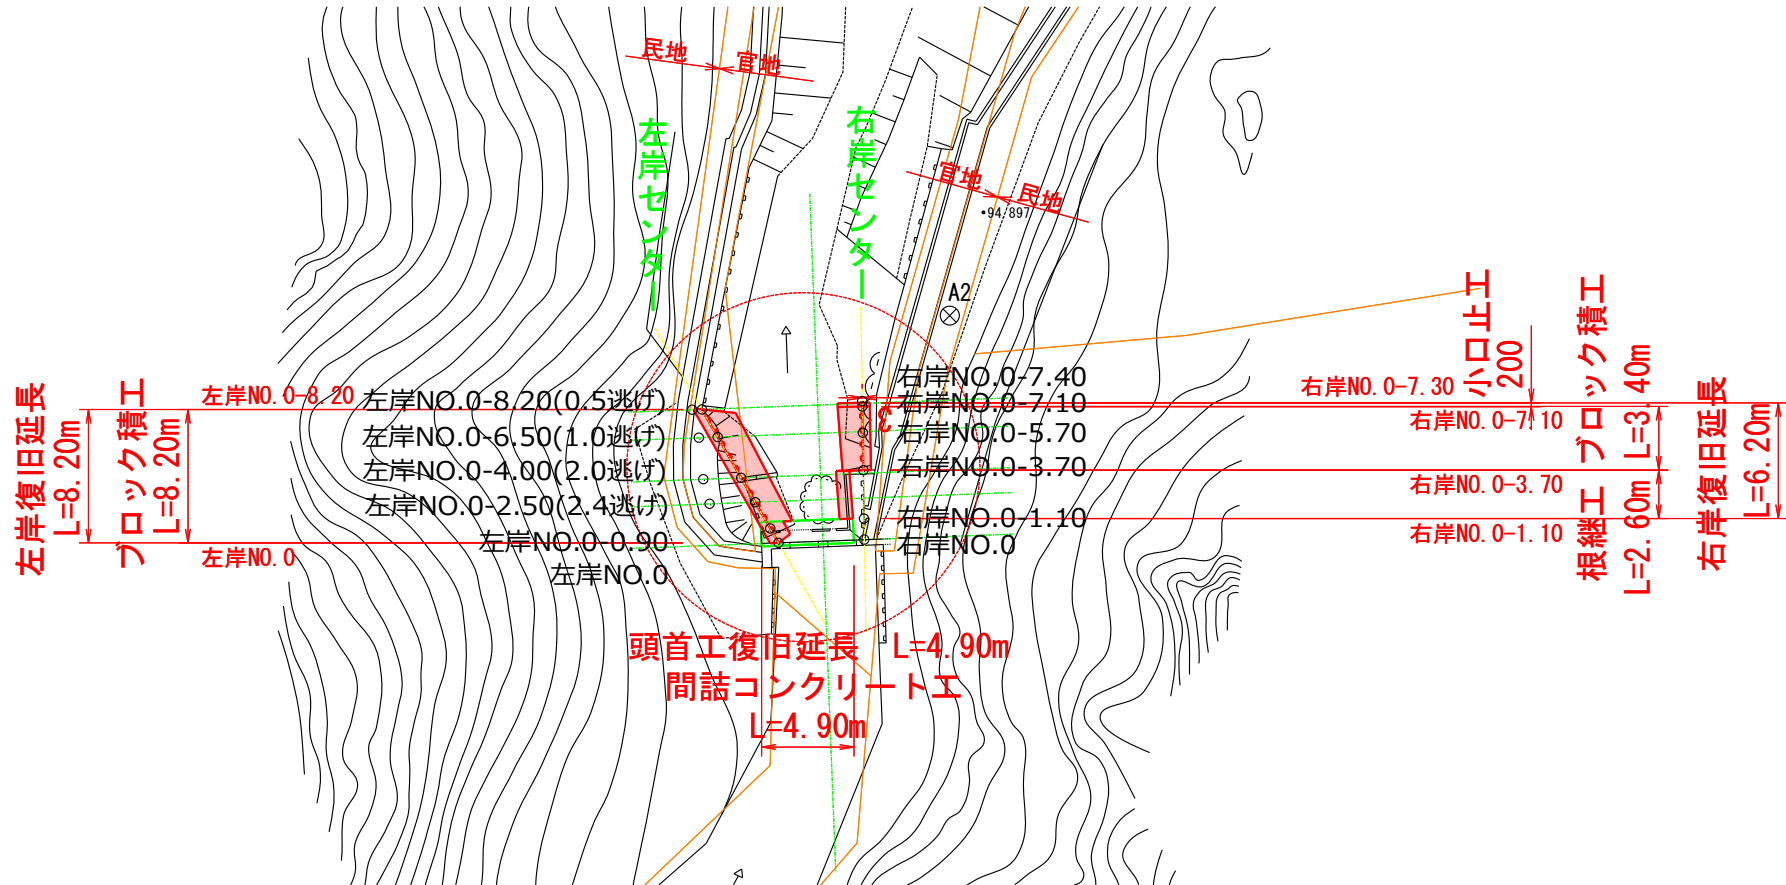 民地
官地
左岸センター
右岸センター
官地
民地
94.897
A2
左岸復旧延長
L=8.20m
ブロック積工
L=8.20m
左岸NO.0-8.20
左岸NO.0
左岸NO.0-8.20(0.5逃げ)
左岸NO.0-6.50(1.0逃げ)
左岸NO.0-4.00(2.0逃げ)
左岸NO.0-2.50(2.4逃げ)
左岸NO.0-0.90
左岸NO.0
右岸NO.0-7.40
右岸NO.0-7.10
右岸NO.0-5.70
右岸NO.0-3.70
右岸NO.0-1.10
右岸NO.0
右岸NO.0-7.30
右岸NO.0-7.10
右岸NO.0-3.70
右岸NO.0-1.10
小口止工
200
ブロック積工
L=3.40m
根継工
L=2.60m
右岸復旧延長
L=6.20m
頭首工復旧延長 L=4.90m
間詰コンクリート工
L=4.90m